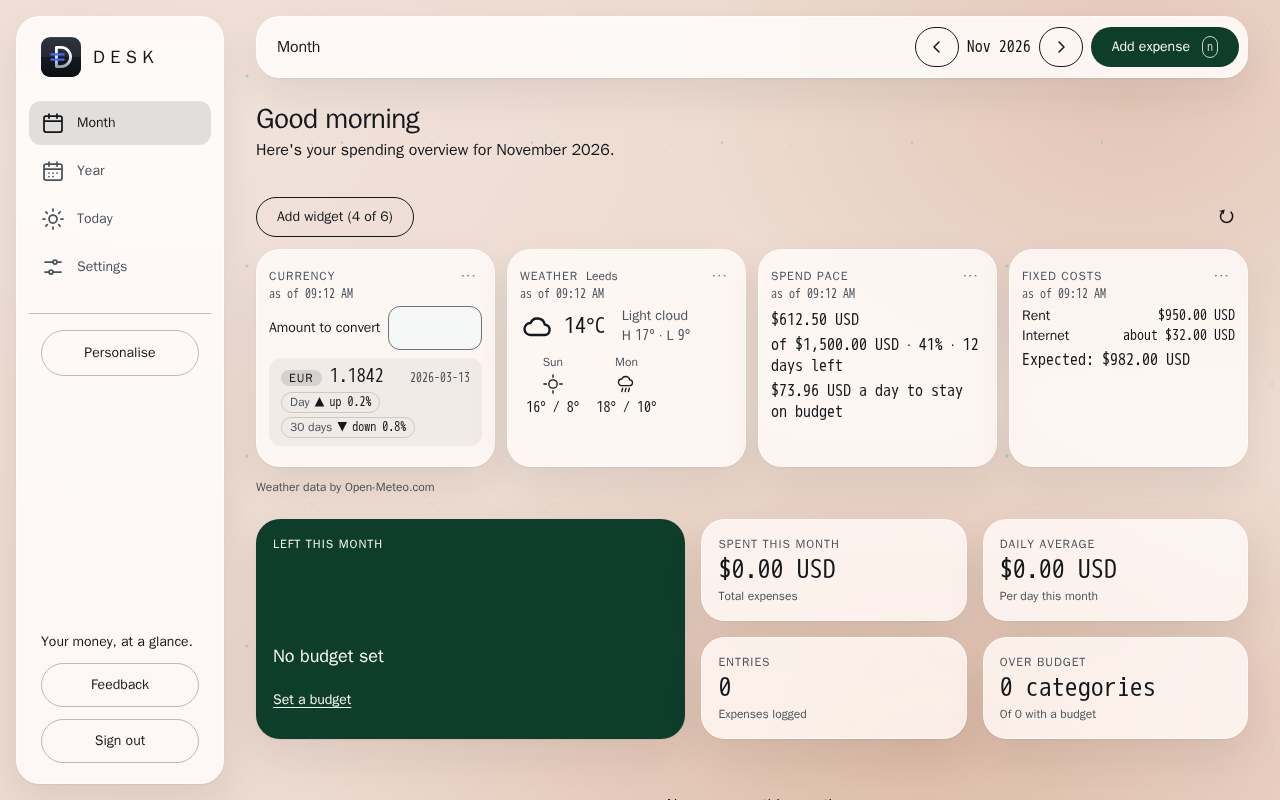 DESK
Month
Year
Today
Settings
Personalise
Your money, at a glance.
Feedback
Sign out
Month
Nov 2026
Add expense n
Good morning
Here's your spending overview for November 2026.
Add widget (4 of 6)
CURRENCY
as of 09:12 AM
Amount to convert
EUR 1.1842 2026-03-13
Day ▲ up 0.2%
30 days ▼ down 0.8%
WEATHER Leeds
as of 09:12 AM
14°C
Light cloud
H 17° · L 9°
Sun Mon
16° / 8° 18° / 10°
SPEND PACE
as of 09:12 AM
$612.50 USD
of $1,500.00 USD · 41% · 12
days left
$73.96 USD a day to stay
on budget
FIXED COSTS
as of 09:12 AM
Rent $950.00 USD
Internet about $32.00 USD
Expected: $982.00 USD
Weather data by Open-Meteo.com
LEFT THIS MONTH
No budget set
Set a budget
SPENT THIS MONTH
$0.00 USD
Total expenses
DAILY AVERAGE
$0.00 USD
Per day this month
ENTRIES
0
Expenses logged
OVER BUDGET
0 categories
Of 0 with a budget